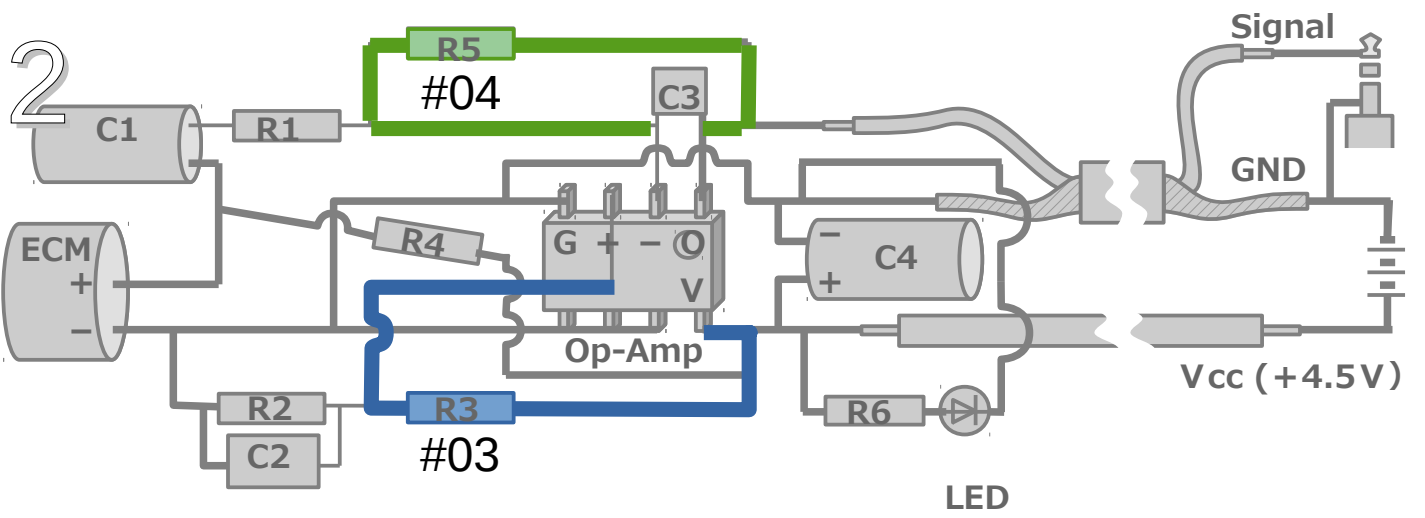 2
Signal
R5
#04
C3
C1
R1
GND
R4
G + − O
V
ECM
+
−
−
C4
+
Op-Amp
Vcc (+4.5V)
R2
R3
R6
C2
#03
LED